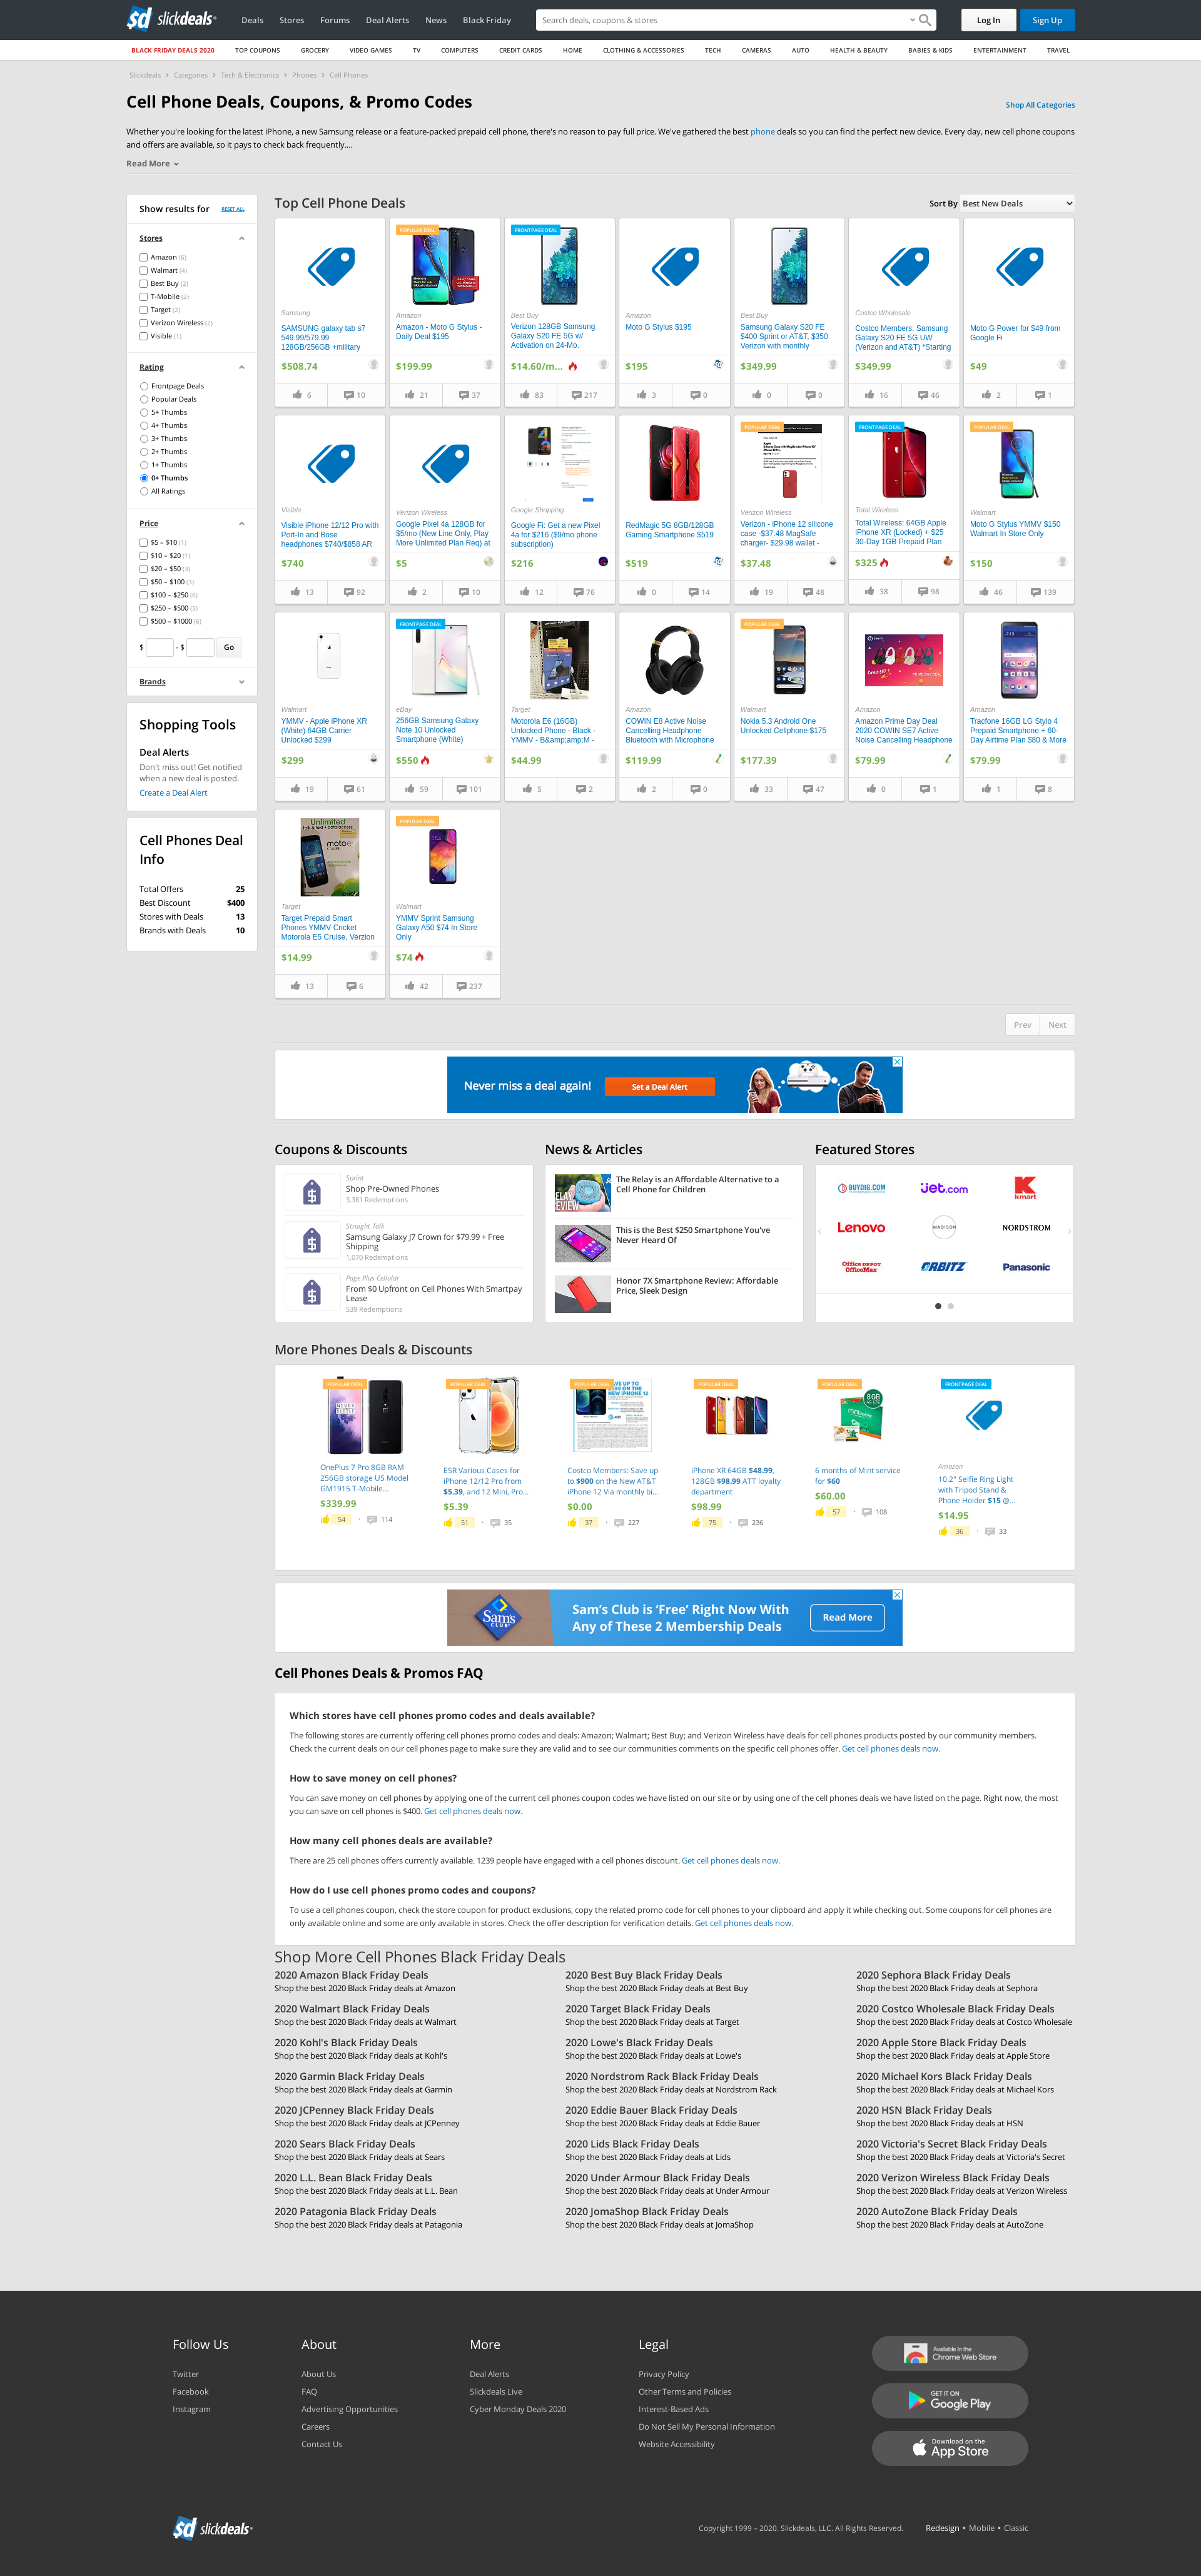 slickdeals
Deals Stores Forums Deal Alerts News Black Friday
Search deals, coupons & stores
Log In Sign Up
BLACK FRIDAY DEALS 2020 TOP COUPONS GROCERY VIDEO GAMES TV COMPUTERS CREDIT CARDS HOME CLOTHING & ACCESSORIES TECH CAMERAS AUTO HEALTH & BEAUTY BABIES & KIDS ENTERTAINMENT TRAVEL
Slickdeals > Categories > Tech & Electronics > Phones > Cell Phones
Cell Phone Deals, Coupons, & Promo Codes
Shop All Categories
Whether you're looking for the latest iPhone, a new Samsung release or a feature-packed prepaid cell phone, there's no reason to pay full price. We've gathered the best phone deals so you can find the perfect new device. Every day, new cell phone coupons
and offers are available, so it pays to check back frequently....
Read More
Show results for RESET ALL
Stores
Amazon (6)
Walmart (4)
Best Buy (2)
T-Mobile (2)
Target (2)
Verizon Wireless (2)
Visible (1)
Rating
Frontpage Deals
Popular Deals
5+ Thumbs
4+ Thumbs
3+ Thumbs
2+ Thumbs
1+ Thumbs
0+ Thumbs
All Ratings
Price
$5 – $10 (1)
$10 – $20 (1)
$20 – $50 (3)
$50 – $100 (3)
$100 – $250 (6)
$250 – $500 (5)
$500 – $1000 (6)
$ - $ Go
Brands
Shopping Tools
Deal Alerts
Don't miss out! Get notified
when a new deal is posted.
Create a Deal Alert
Cell Phones Deal
Info
Total Offers 25
Best Discount $400
Stores with Deals 13
Brands with Deals 10
Top Cell Phone Deals
Sort By Best New Deals
Samsung
SAMSUNG galaxy tab s7
549.99/579.99
128GB/256GB +military
$508.74
6 10
POPULAR DEAL
Amazon
Amazon - Moto G Stylus -
Daily Deal $195
$199.99
21 37
FRONTPAGE DEAL
Best Buy
Verizon 128GB Samsung
Galaxy S20 FE 5G w/
Activation on 24-Mo.
$14.60/m...
83 217
Amazon
Moto G Stylus $195
$195
3 0
Best Buy
Samsung Galaxy S20 FE
$400 Sprint or AT&T, $350
Verizon with monthly
$349.99
0 0
Costco Wholesale
Costco Members: Samsung
Galaxy S20 FE 5G UW
(Verizon and AT&T) *Starting
$349.99
16 46
Moto G Power for $49 from
Google Fi
$49
2 1
Visible
Visible iPhone 12/12 Pro with
Port-In and Bose
headphones $740/$858 AR
$740
13 92
Verizon Wireless
Google Pixel 4a 128GB for
$5/mo (New Line Only, Play
More Unlimited Plan Req) at
$5
2 10
Google Shopping
Google Fi: Get a new Pixel
4a for $216 ($9/mo phone
subscription)
$216
12 76
RedMagic 5G 8GB/128GB
Gaming Smartphone $519
$519
0 14
POPULAR DEAL
Verizon Wireless
Verizon - iPhone 12 silicone
case -$37.48 MagSafe
charger- $29.98 wallet -
$37.48
19 48
FRONTPAGE DEAL
Total Wireless
Total Wireless: 64GB Apple
iPhone XR (Locked) + $25
30-Day 1GB Prepaid Plan
$325
38 98
POPULAR DEAL
Walmart
Moto G Stylus YMMV $150
Walmart In Store Only
$150
46 139
Walmart
YMMV - Apple iPhone XR
(White) 64GB Carrier
Unlocked $299
$299
19 61
FRONTPAGE DEAL
eBay
256GB Samsung Galaxy
Note 10 Unlocked
Smartphone (White)
$550
59 101
Target
Motorola E6 (16GB)
Unlocked Phone - Black -
YMMV - B&amp;amp;M -
$44.99
5 2
Amazon
COWIN E8 Active Noise
Cancelling Headphone
Bluetooth with Microphone
$119.99
2 0
POPULAR DEAL
Walmart
Nokia 5.3 Android One
Unlocked Cellphone $175
$177.39
33 47
Amazon
Amazon Prime Day Deal
2020 COWIN SE7 Active
Noise Cancelling Headphone
$79.99
0 1
Amazon
Tracfone 16GB LG Stylo 4
Prepaid Smartphone + 60-
Day Airtime Plan $80 & More
$79.99
1 8
Unlimited
moto e
Target
Target Prepaid Smart
Phones YMMV Cricket
Motorola E5 Cruise, Verzion
$14.99
13 6
POPULAR DEAL
Walmart
YMMV Sprint Samsung
Galaxy A50 $74 In Store
Only
$74
42 237
Prev Next
Never miss a deal again! Set a Deal Alert
Coupons & Discounts
Sprint
Shop Pre-Owned Phones
3,381 Redemptions
Straight Talk
Samsung Galaxy J7 Crown for $79.99 + Free
Shipping
1,070 Redemptions
Page Plus Cellular
From $0 Upfront on Cell Phones With Smartpay
Lease
539 Redemptions
News & Articles
The Relay is an Affordable Alternative to a
Cell Phone for Children
This is the Best $250 Smartphone You've
Never Heard Of
Honor 7X Smartphone Review: Affordable
Price, Sleek Design
Featured Stores
BUYDIG.COM jet.com kmart
Lenovo MADISON NORDSTROM
Office DEPOT OfficeMax ORBITZ Panasonic
More Phones Deals & Discounts
POPULAR DEAL
OnePlus 7 Pro 8GB RAM
256GB storage US Model
GM1915 T-Mobile...
$339.99
54 · 114
POPULAR DEAL
ESR Various Cases for
iPhone 12/12 Pro from
$5.39, and 12 Mini, Pro...
$5.39
51 · 35
POPULAR DEAL
Costco Members: Save up
to $900 on the New AT&T
iPhone 12 Via monthly bi...
$0.00
37 · 227
POPULAR DEAL
iPhone XR 64GB $48.99,
128GB $98.99 ATT loyalty
department
$98.99
75 · 236
POPULAR DEAL
8GB
6 months of Mint service
for $60
$60.00
57 · 108
FRONTPAGE DEAL
Amazon
10.2" Selfie Ring Light
with Tripod Stand &
Phone Holder $15 @...
$14.95
36 · 33
Sam's Club
Sam's Club is 'Free' Right Now With
Any of These 2 Membership Deals
Read More
Cell Phones Deals & Promos FAQ
Which stores have cell phones promo codes and deals available?
The following stores are currently offering cell phones promo codes and deals: Amazon; Walmart; Best Buy; and Verizon Wireless have deals for cell phones products posted by our community members.
Check the current deals on our cell phones page to make sure they are valid and to see our communities comments on the specific cell phones offer. Get cell phones deals now.
How to save money on cell phones?
You can save money on cell phones by applying one of the current cell phones coupon codes we have listed on our site or by using one of the cell phones deals we have listed on the page. Right now, the most
you can save on cell phones is $400. Get cell phones deals now.
How many cell phones deals are available?
There are 25 cell phones offers currently available. 1239 people have engaged with a cell phones discount. Get cell phones deals now.
How do I use cell phones promo codes and coupons?
To use a cell phones coupon, check the store coupon for product exclusions, copy the related promo code for cell phones to your clipboard and apply it while checking out. Some coupons for cell phones are
only available online and some are only available in stores. Check the offer description for verification details. Get cell phones deals now.
Shop More Cell Phones Black Friday Deals
2020 Amazon Black Friday Deals
Shop the best 2020 Black Friday deals at Amazon
2020 Best Buy Black Friday Deals
Shop the best 2020 Black Friday deals at Best Buy
2020 Sephora Black Friday Deals
Shop the best 2020 Black Friday deals at Sephora
2020 Walmart Black Friday Deals
Shop the best 2020 Black Friday deals at Walmart
2020 Target Black Friday Deals
Shop the best 2020 Black Friday deals at Target
2020 Costco Wholesale Black Friday Deals
Shop the best 2020 Black Friday deals at Costco Wholesale
2020 Kohl's Black Friday Deals
Shop the best 2020 Black Friday deals at Kohl's
2020 Lowe's Black Friday Deals
Shop the best 2020 Black Friday deals at Lowe's
2020 Apple Store Black Friday Deals
Shop the best 2020 Black Friday deals at Apple Store
2020 Garmin Black Friday Deals
Shop the best 2020 Black Friday deals at Garmin
2020 Nordstrom Rack Black Friday Deals
Shop the best 2020 Black Friday deals at Nordstrom Rack
2020 Michael Kors Black Friday Deals
Shop the best 2020 Black Friday deals at Michael Kors
2020 JCPenney Black Friday Deals
Shop the best 2020 Black Friday deals at JCPenney
2020 Eddie Bauer Black Friday Deals
Shop the best 2020 Black Friday deals at Eddie Bauer
2020 HSN Black Friday Deals
Shop the best 2020 Black Friday deals at HSN
2020 Sears Black Friday Deals
Shop the best 2020 Black Friday deals at Sears
2020 Lids Black Friday Deals
Shop the best 2020 Black Friday deals at Lids
2020 Victoria's Secret Black Friday Deals
Shop the best 2020 Black Friday deals at Victoria's Secret
2020 L.L. Bean Black Friday Deals
Shop the best 2020 Black Friday deals at L.L. Bean
2020 Under Armour Black Friday Deals
Shop the best 2020 Black Friday deals at Under Armour
2020 Verizon Wireless Black Friday Deals
Shop the best 2020 Black Friday deals at Verizon Wireless
2020 Patagonia Black Friday Deals
Shop the best 2020 Black Friday deals at Patagonia
2020 JomaShop Black Friday Deals
Shop the best 2020 Black Friday deals at JomaShop
2020 AutoZone Black Friday Deals
Shop the best 2020 Black Friday deals at AutoZone
Follow Us
Twitter
Facebook
Instagram
About
About Us
FAQ
Advertising Opportunities
Careers
Contact Us
More
Deal Alerts
Slickdeals Live
Cyber Monday Deals 2020
Legal
Privacy Policy
Other Terms and Policies
Interest-Based Ads
Do Not Sell My Personal Information
Website Accessibility
Available in the
Chrome Web Store
GET IT ON
Google Play
Download on the
App Store
slickdeals
Copyright 1999 – 2020. Slickdeals, LLC. All Rights Reserved. Redesign • Mobile • Classic